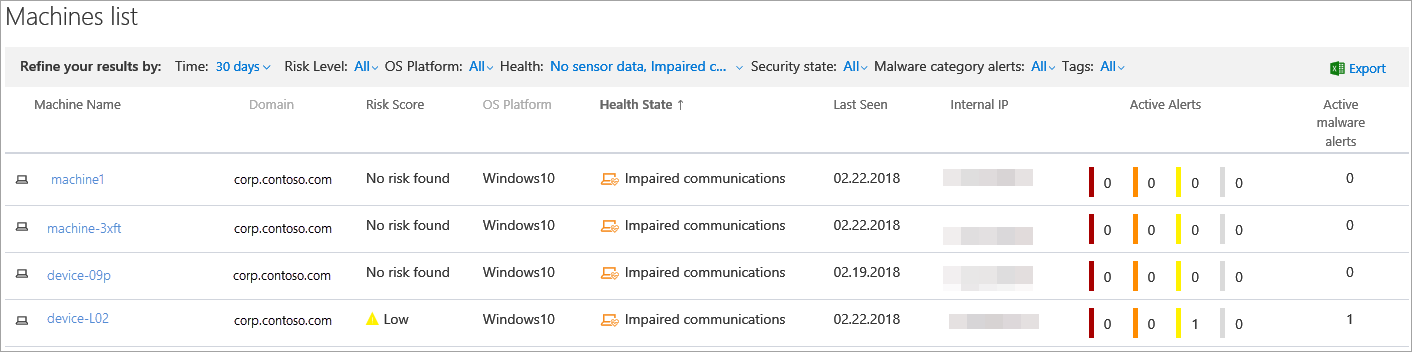 Machines list
Refine your results by: Time: 30 days Risk Level: All OS Platform: All Health: No sensor data, Impaired c... Security state: All Malware category alerts: All Tags: All Export
Machine Name Domain Risk Score OS Platform Health State ↑ Last Seen Internal IP Active Alerts Active
malware
alerts
machine1 corp.contoso.com No risk found Windows10 Impaired communications 02.22.2018 0 0 0 0 0
machine-3xft corp.contoso.com No risk found Windows10 Impaired communications 02.22.2018 0 0 0 0 0
device-09p corp.contoso.com No risk found Windows10 Impaired communications 02.19.2018 0 0 0 0 0
device-L02 corp.contoso.com Low Windows10 Impaired communications 02.22.2018 0 0 1 0 1